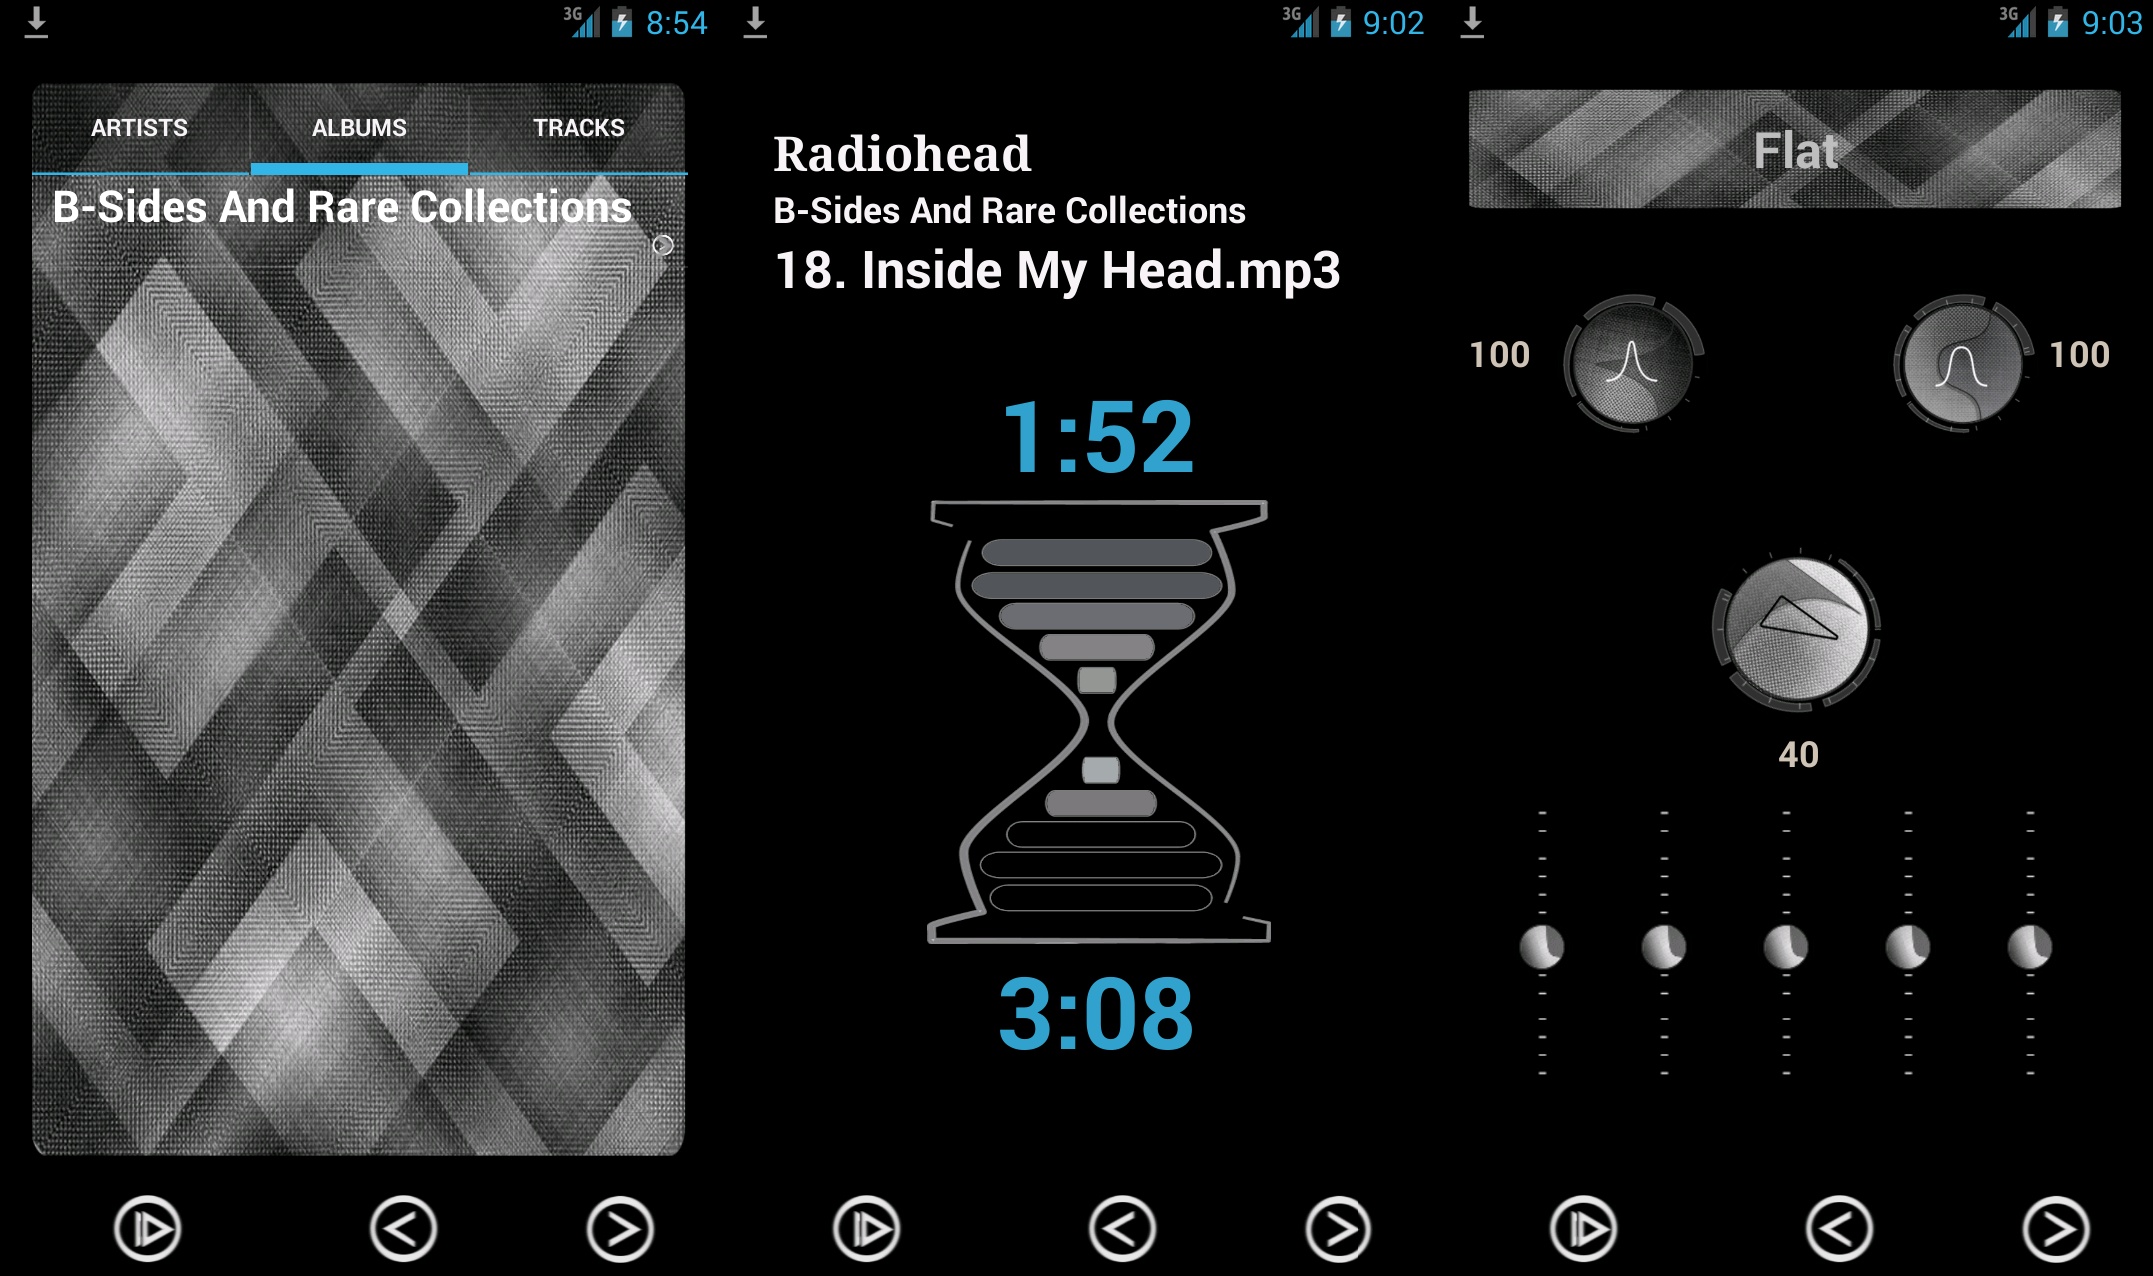 3G 8:54
ARTISTS ALBUMS TRACKS
B-Sides And Rare Collections
3G 9:02
Radiohead
B-Sides And Rare Collections
18. Inside My Head.mp3
1:52
3:08
3G 9:03
Flat
100 100
40